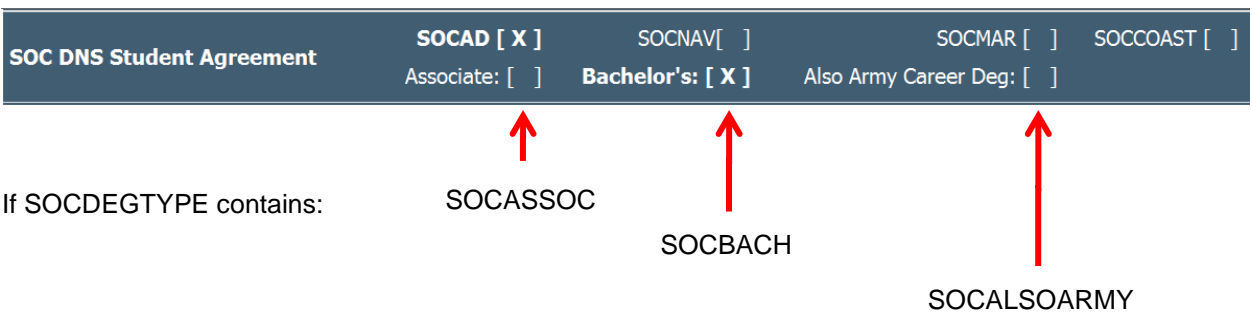 SOCAD [ X ] SOCNAV[ ] SOCMAR [ ] SOCCOAST [ ]
SOC DNS Student Agreement
Associate: [ ] Bachelor's: [ X ] Also Army Career Deg: [ ]
If SOCDEGTYPE contains: SOCASSOC
SOCBACH
SOCALSOARMY